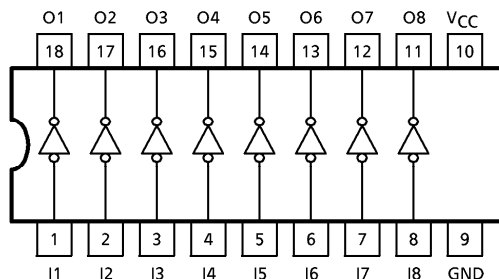 O1 O2 O3 O4 O5 O6 O7 O8 VCC
18 17 16 15 14 13 12 11 10
1 2 3 4 5 6 7 8 9
I1 I2 I3 I4 I5 I6 I7 I8 GND